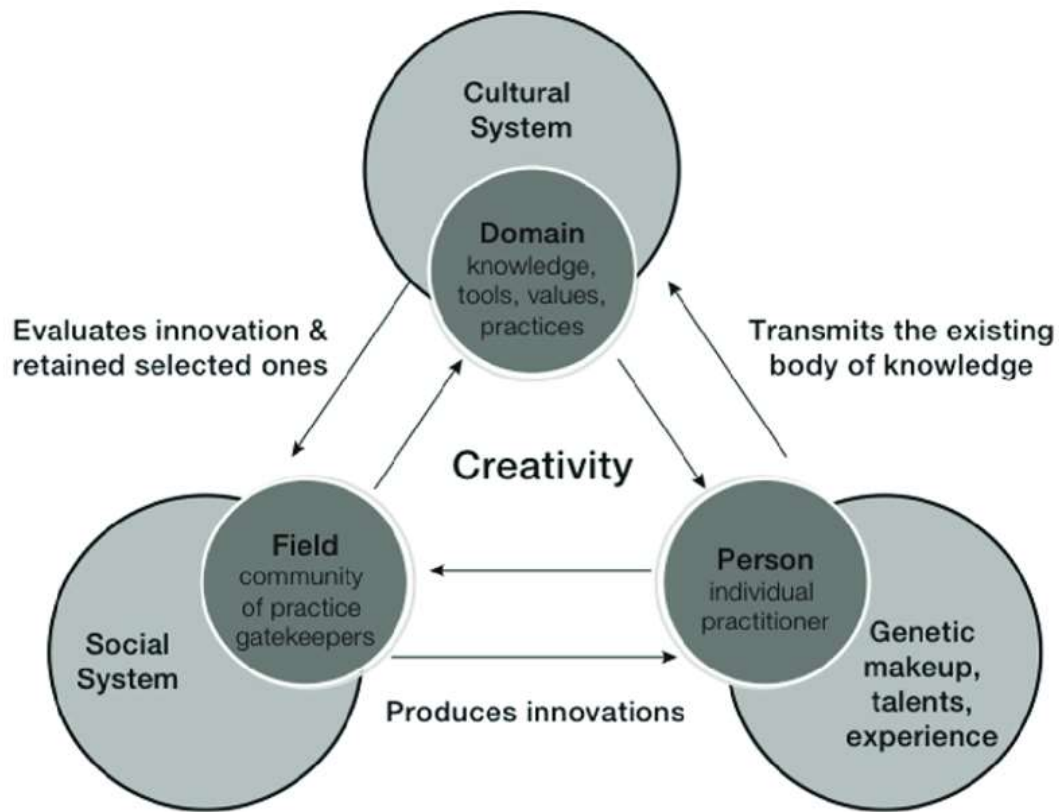 Cultural
System
Domain
knowledge,
tools, values,
practices
Evaluates innovation &
retained selected ones
Transmits the existing
body of knowledge
Creativity
Field
community
of practice
gatekeepers
Person
individual
practitioner
Social
System
Genetic
makeup,
talents,
experience
Produces innovations